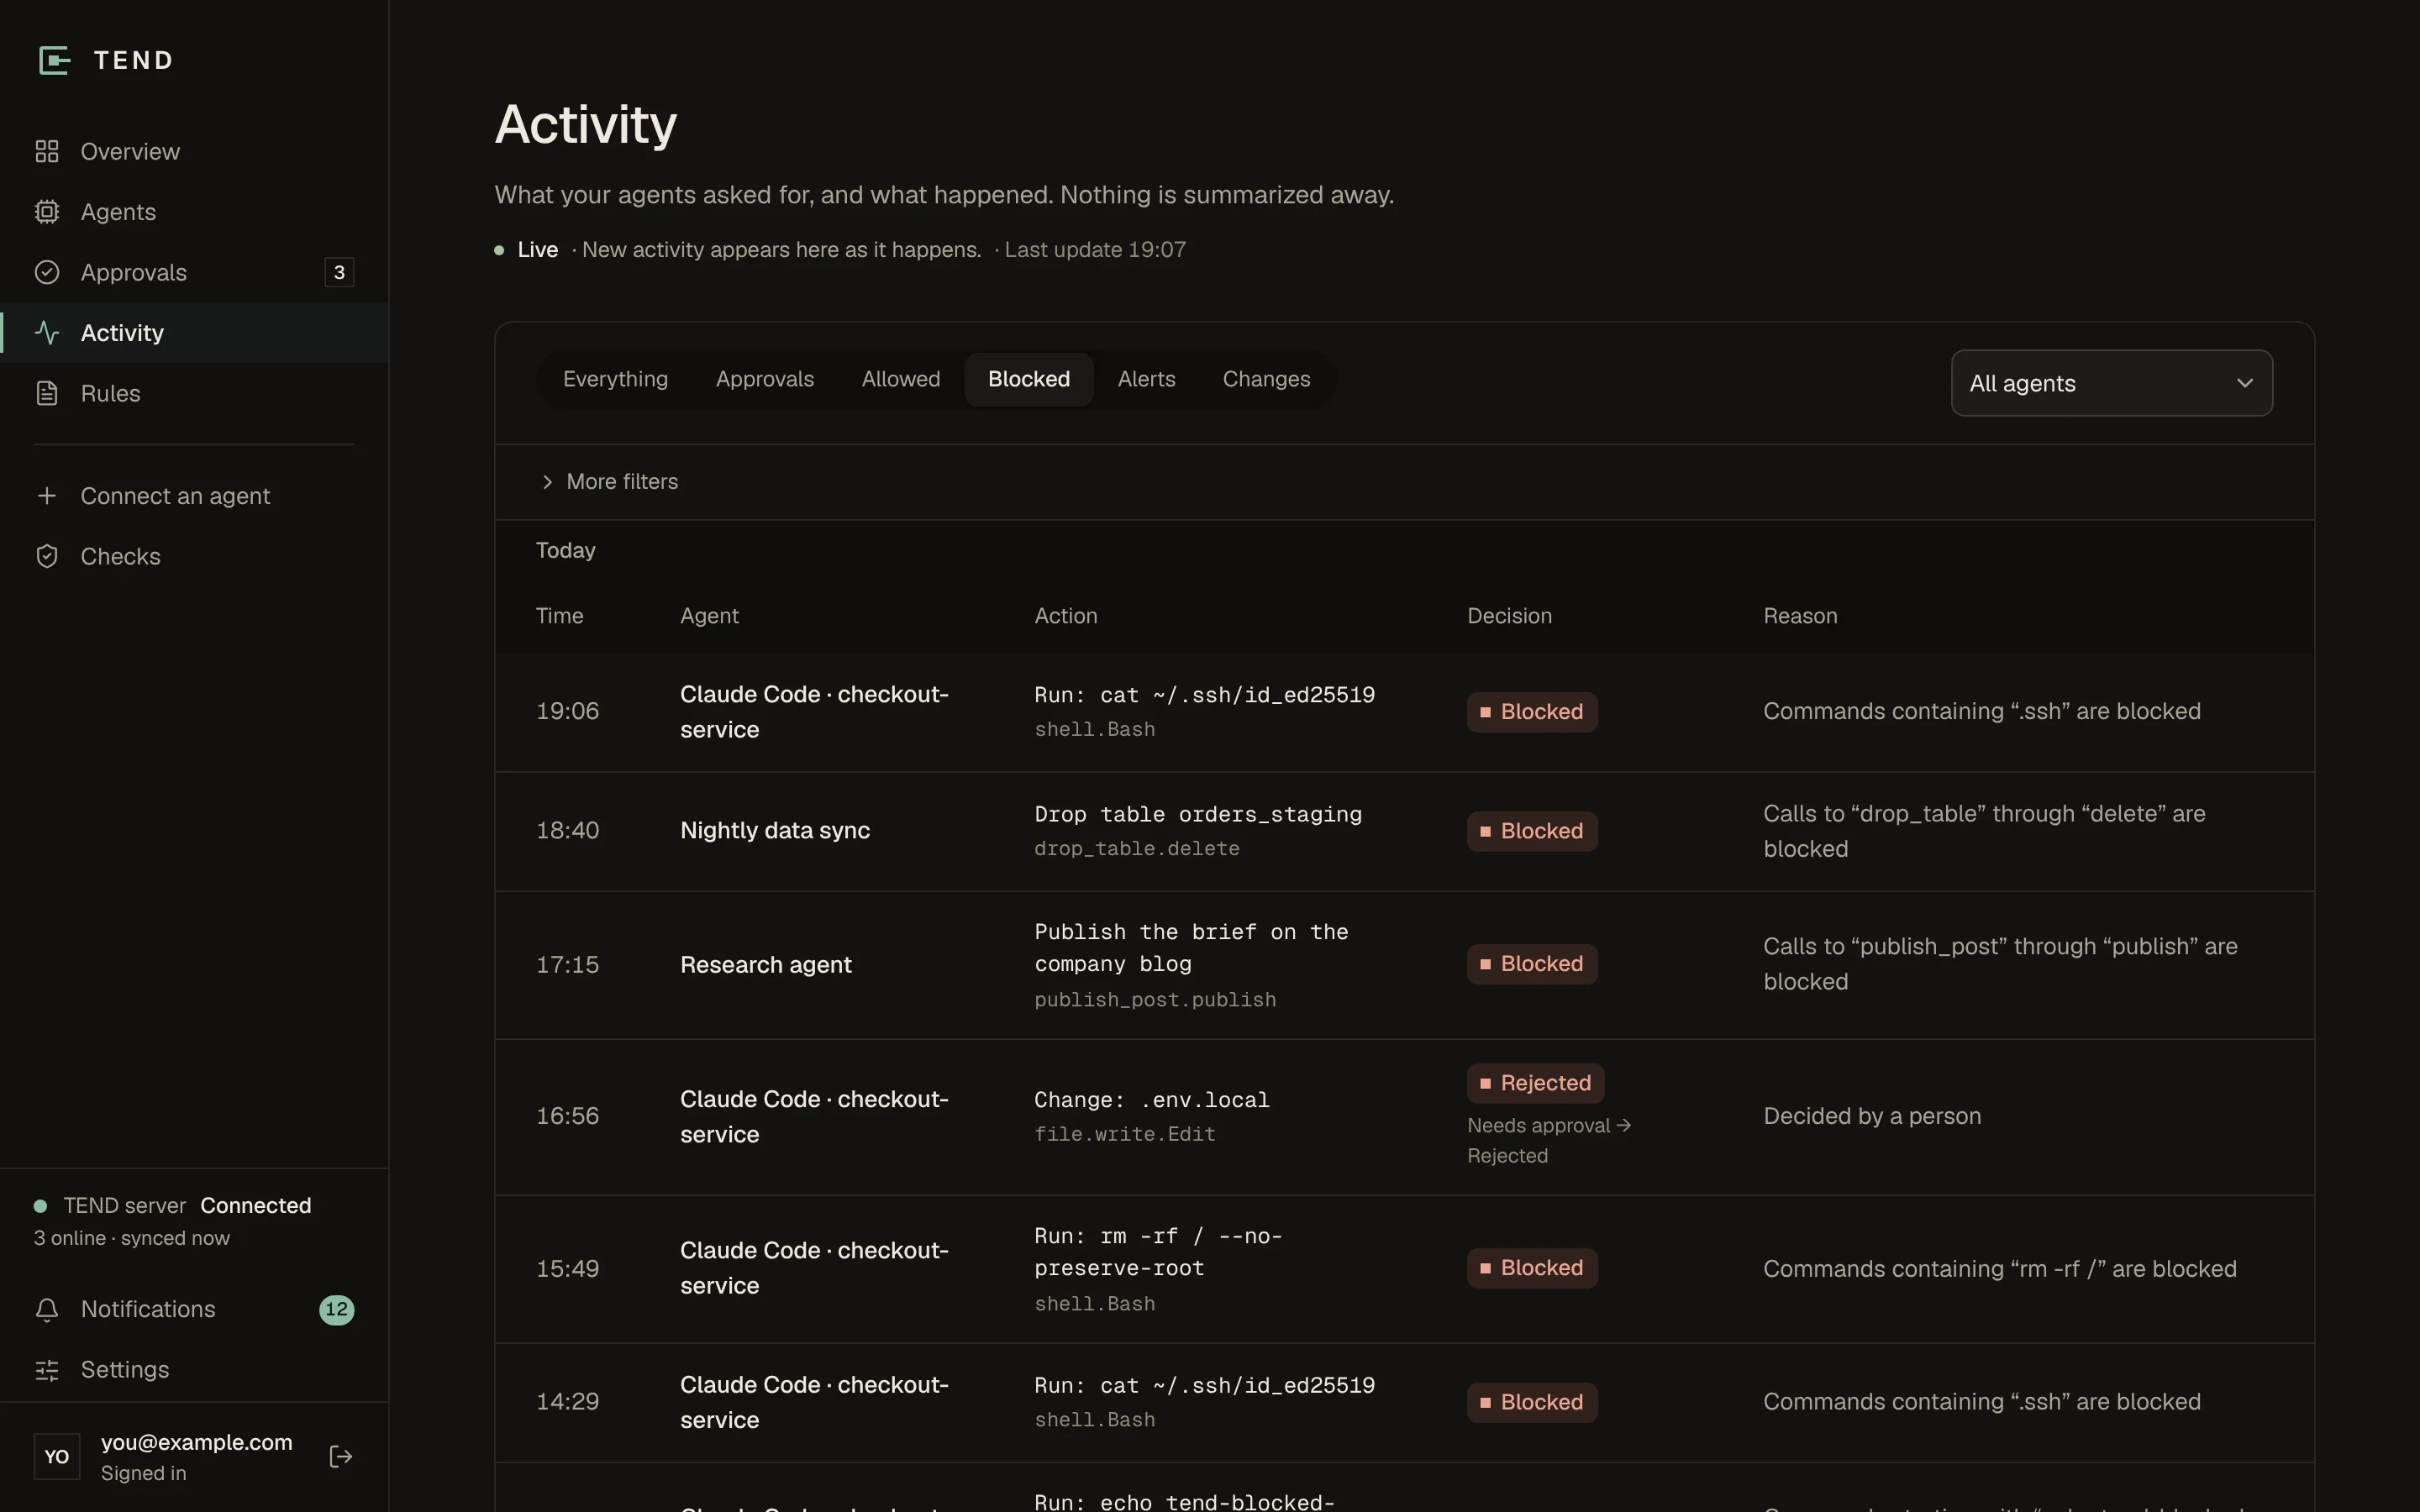 TEND
Overview
Agents
Approvals 3
Activity
Rules
Connect an agent
Checks
TEND server Connected
3 online · synced now
Notifications 12
Settings
YO
you@example.com
Signed in
Activity
What your agents asked for, and what happened. Nothing is summarized away.
Live · New activity appears here as it happens. · Last update 19:07
Everything Approvals Allowed Blocked Alerts Changes
All agents
More filters
Today
Time Agent Action Decision Reason
19:06
Claude Code · checkout-
service
Run: cat ~/.ssh/id_ed25519
shell.Bash
Blocked
Commands containing “.ssh” are blocked
18:40
Nightly data sync
Drop table orders_staging
drop_table.delete
Blocked
Calls to “drop_table” through “delete” are
blocked
17:15
Research agent
Publish the brief on the
company blog
publish_post.publish
Blocked
Calls to “publish_post” through “publish” are
blocked
16:56
Claude Code · checkout-
service
Change: .env.local
file.write.Edit
Rejected
Needs approval →
Rejected
Decided by a person
15:49
Claude Code · checkout-
service
Run: rm -rf / --no-
preserve-root
shell.Bash
Blocked
Commands containing “rm -rf /” are blocked
14:29
Claude Code · checkout-
service
Run: cat ~/.ssh/id_ed25519
shell.Bash
Blocked
Commands containing “.ssh” are blocked
Run: echo tend-blocked-